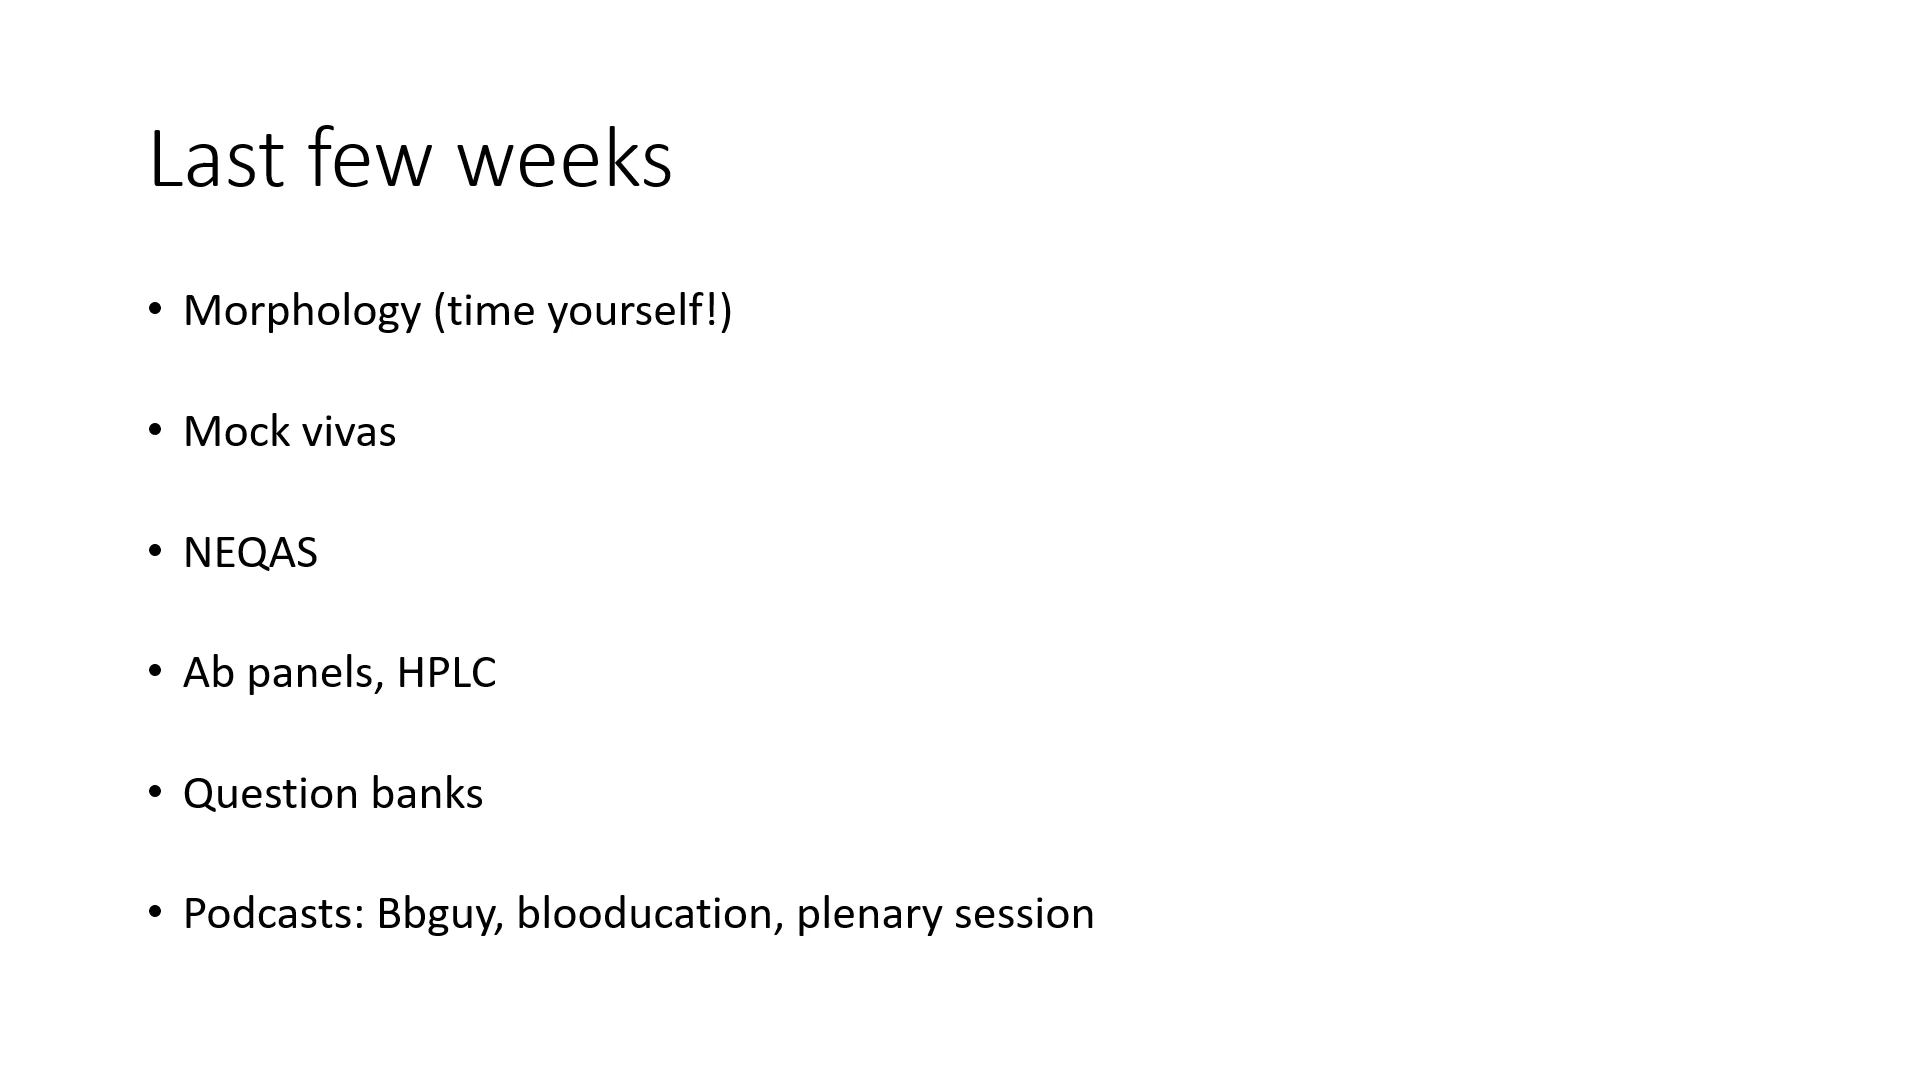 Last few weeks
• Morphology (time yourself!)
• Mock vivas
• NEQAS
• Ab panels, HPLC
• Question banks
• Podcasts: Bbguy, blooducation, plenary session